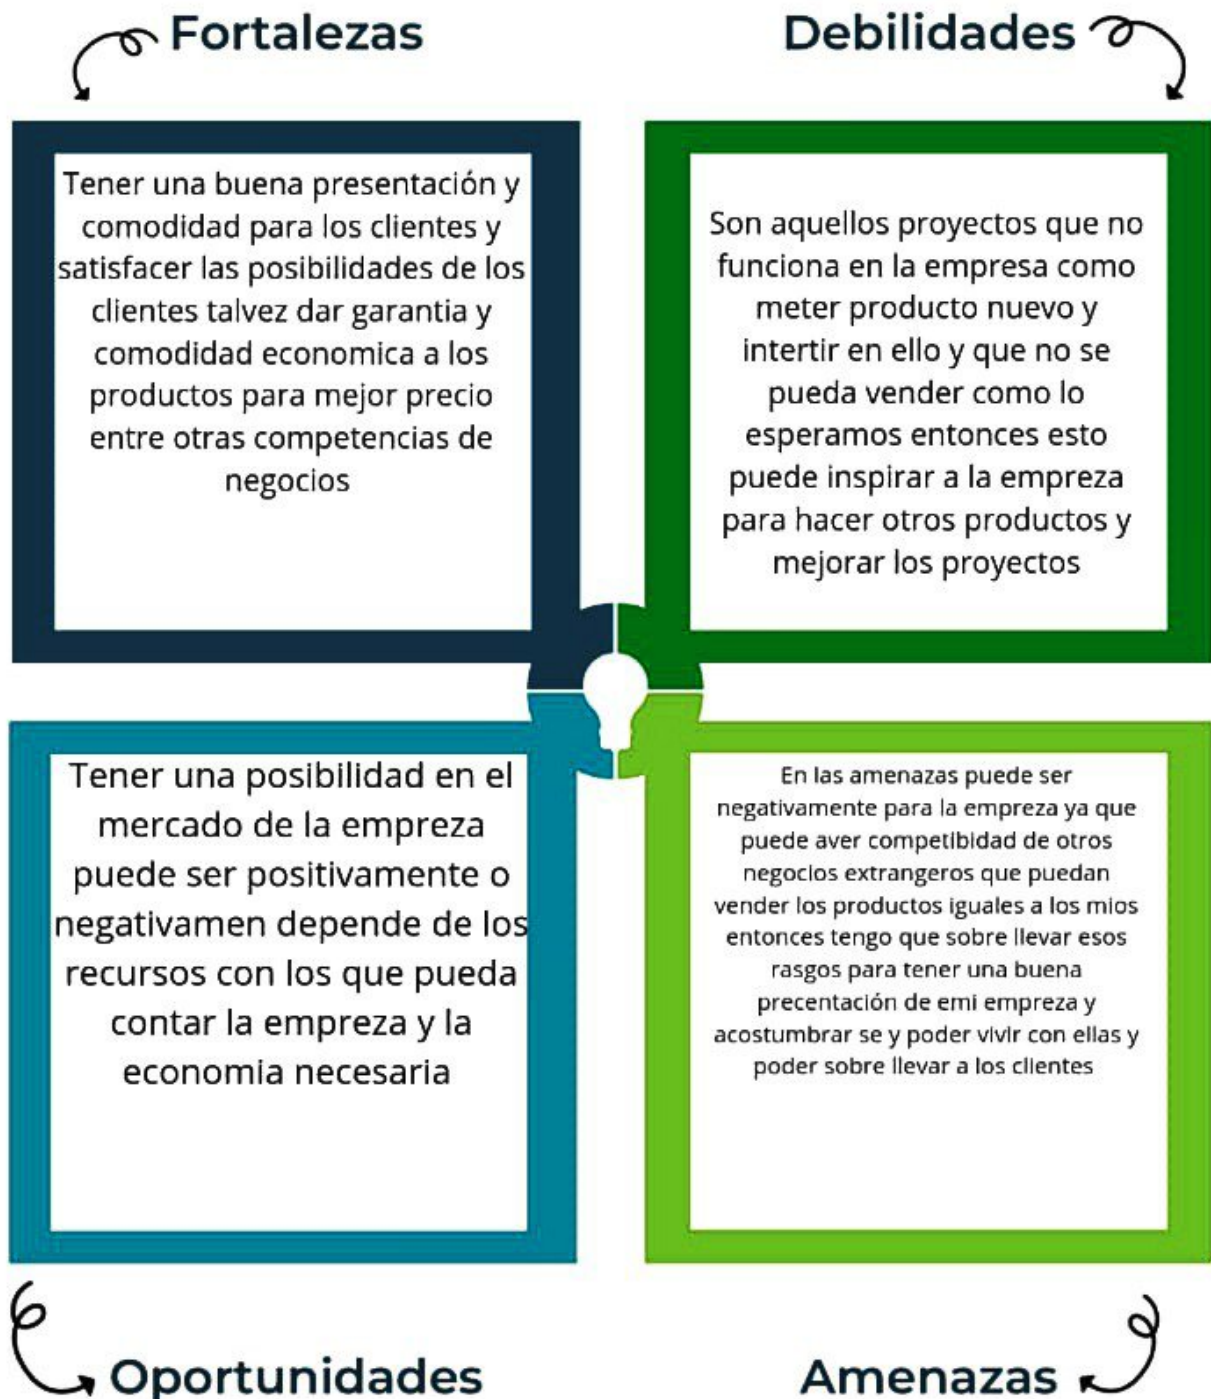 Fortalezas
Tener una buena presentación y
comodidad para los clientes y
satisfacer las posibilidades de los
clientes talvez dar garantia y
comodidad economica a los
productos para mejor precio
entre otras competencias de
negocios
Debilidades
Son aquellos proyectos que no
funciona en la empresa como
meter producto nuevo y
intertir en ello y que no se
pueda vender como lo
esperamos entonces esto
puede inspirar a la empreza
para hacer otros productos y
mejorar los proyectos
Tener una posibilidad en el
mercado de la empreza
puede ser positivamente o
negativamen depende de los
recursos con los que pueda
contar la empreza y la
economia necesaria
Oportunidades
En las amenazas puede ser
negativamente para la empreza ya que
puede aver competibidad de otros
negocios extrangeros que puedan
vender los productos iguales a los mios
entonces tengo que sobre llevar esos
rasgos para tener una buena
precentación de emi empreza y
acostumbrar se y poder vivir con ellas y
poder sobre llevar a los clientes
Amenazas